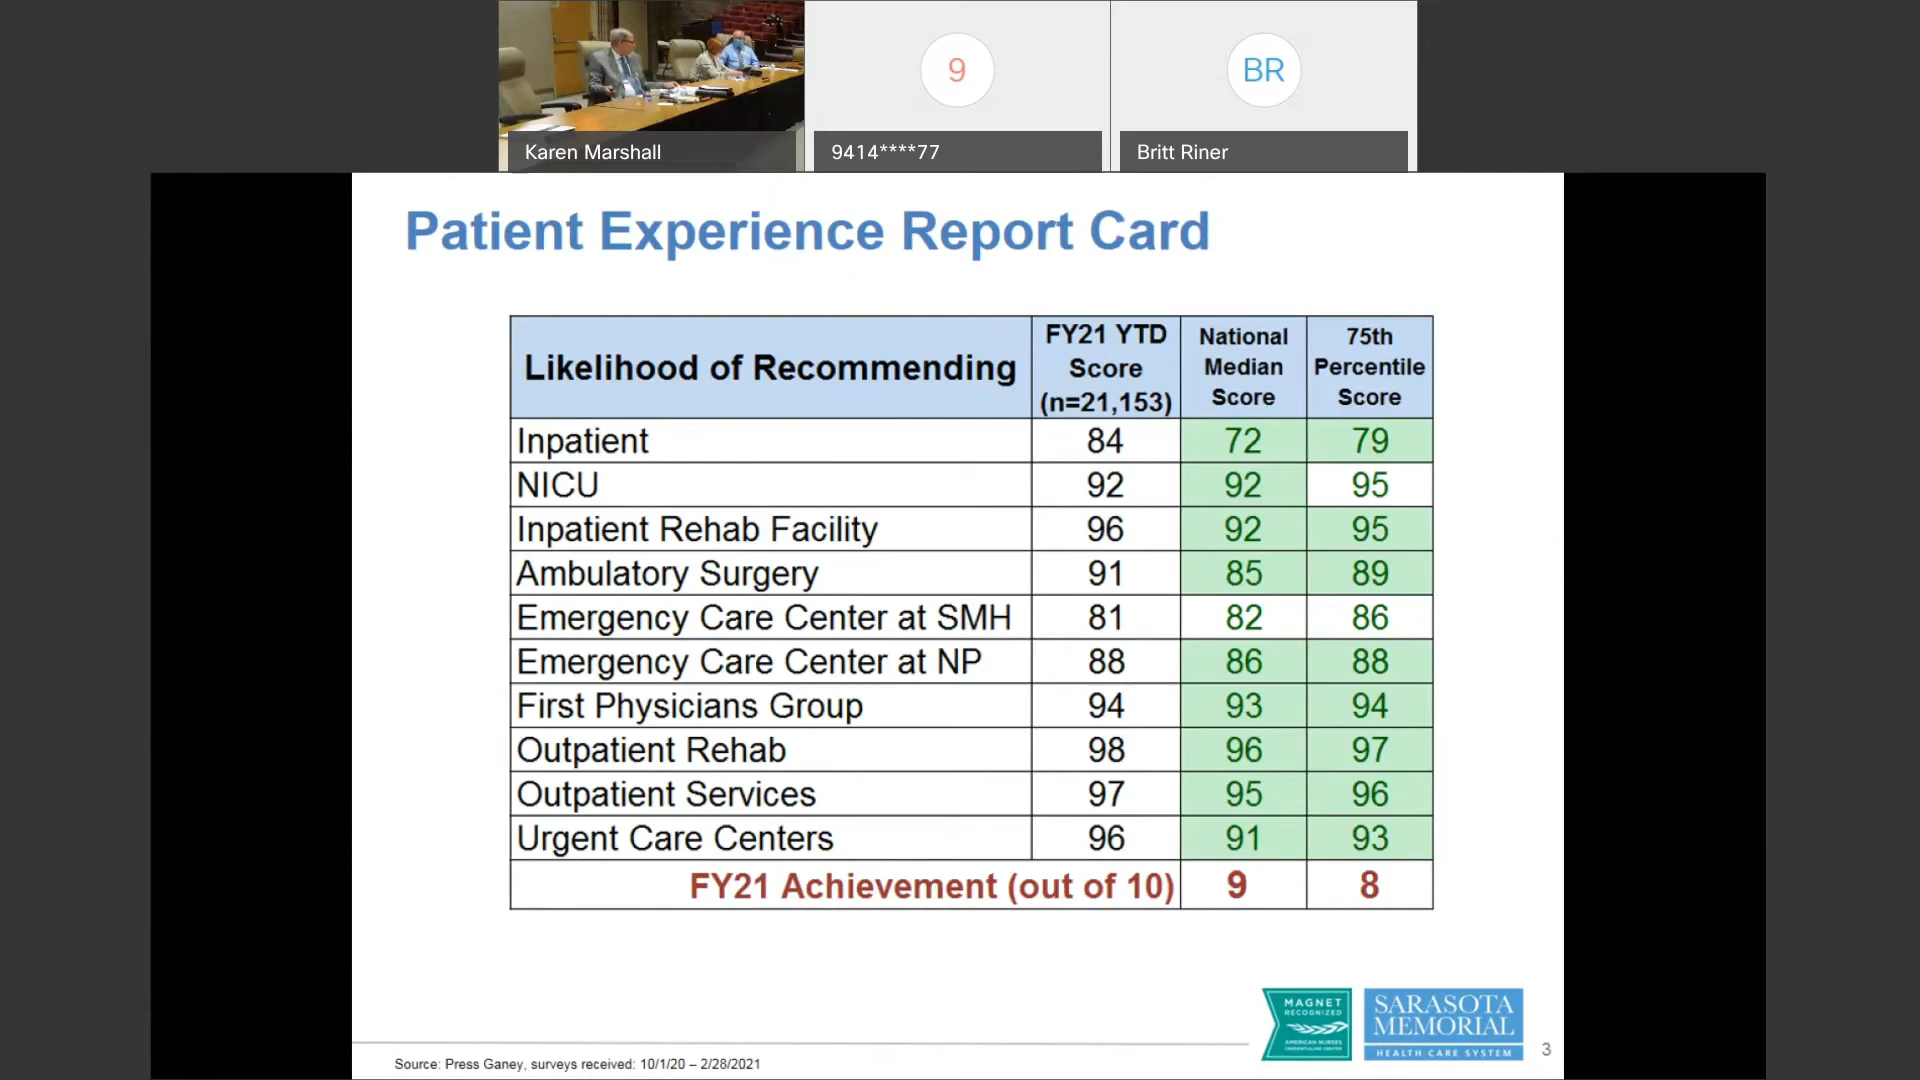 9
BR
Karen Marshall
9414****77
Britt Riner
Patient Experience Report Card
Likelihood of Recommending
FY21 YTD
Score
(n=21,153)
National
Median
Score
75th
Percentile
Score
Inpatient 84 72 79
NICU 92 92 95
Inpatient Rehab Facility 96 92 95
Ambulatory Surgery 91 85 89
Emergency Care Center at SMH 81 82 86
Emergency Care Center at NP 88 86 88
First Physicians Group 94 93 94
Outpatient Rehab 98 96 97
Outpatient Services 97 95 96
Urgent Care Centers 96 91 93
FY21 Achievement (out of 10) 9 8
MAGNET
RECOGNIZED
AMERICAN NURSES
CREDENTIALING CENTER
SARASOTA
MEMORIAL
HEALTH CARE SYSTEM
3
Source: Press Ganey, surveys received: 10/1/20 – 2/28/2021